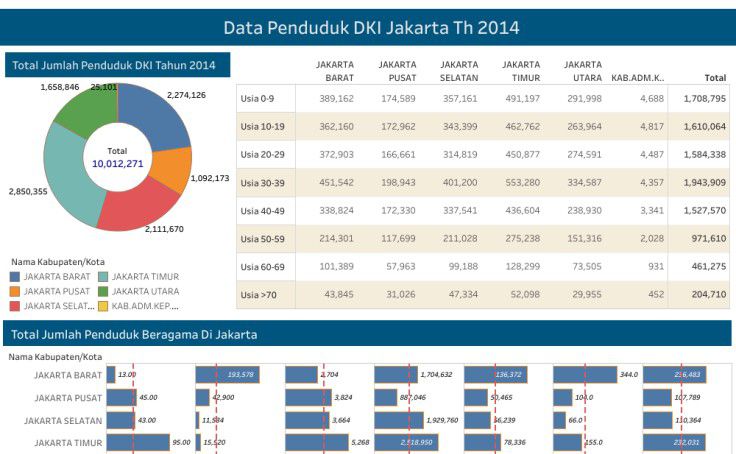 Data Penduduk DKI Jakarta Th 2014
Total Jumlah Penduduk DKI Tahun 2014
1,658,846 25,101 2,274,126
Total
10,012,271
1,092,173
2,850,355
2,111,670
Nama Kabupaten/Kota
JAKARTA BARAT JAKARTA TIMUR
JAKARTA PUSAT JAKARTA UTARA
JAKARTA SELAT... KAB.ADM.KEP....
JAKARTA BARAT JAKARTA PUSAT JAKARTA SELATAN JAKARTA TIMUR JAKARTA UTARA KAB.ADM.K.. Total
Usia 0-9 389,162 174,589 357,161 491,197 291,998 4,688 1,708,795
Usia 10-19 362,160 172,962 343,399 462,762 263,964 4,817 1,610,064
Usia 20-29 372,903 166,661 314,819 450,877 274,591 4,487 1,584,338
Usia 30-39 451,542 198,943 401,200 553,280 334,587 4,357 1,943,909
Usia 40-49 338,824 172,330 337,541 436,604 238,930 3,341 1,527,570
Usia 50-59 214,301 117,699 211,028 275,238 151,316 2,028 971,610
Usia 60-69 101,389 57,963 99,188 128,299 73,505 931 461,275
Usia >70 43,845 31,026 47,334 52,098 29,955 452 204,710
Total Jumlah Penduduk Beragama Di Jakarta
Nama Kabupaten/Kota
JAKARTA BARAT 13.00 193,578 1,704,632 136,372 344.0 236,483
JAKARTA PUSAT 45.00 42,900 3,824 887,046 104.0 107,789
JAKARTA SELATAN 43.00 11,584 3,664 1,929,760 66,239 66.0 110,364
JAKARTA TIMUR 95.00 15,520 5,268 2,518,950 78,336 155.0 232,031